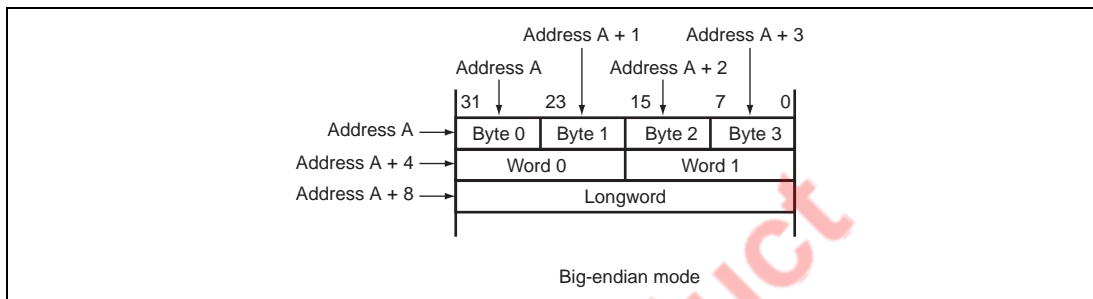 Address A + 1 Address A + 3
Address A Address A + 2
31 23 15 7 0
Address A Byte 0 Byte 1 Byte 2 Byte 3
Address A + 4 Word 0 Word 1
Address A + 8 Longword
Big-endian mode
uct